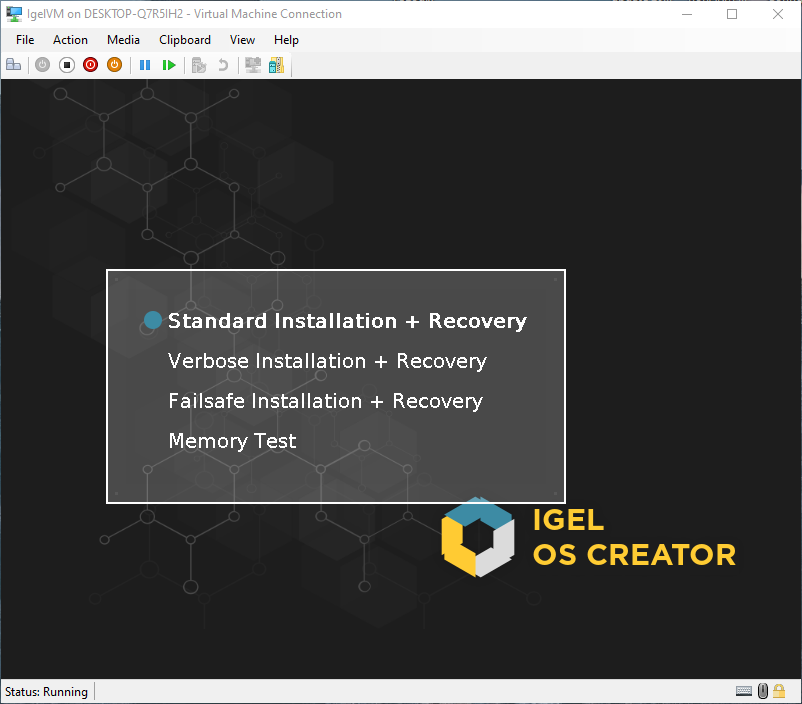 IgelVM on DESKTOP-Q7R5IH2 - Virtual Machine Connection
File Action Media Clipboard View Help
Standard Installation + Recovery
Verbose Installation + Recovery
Failsafe Installation + Recovery
Memory Test
IGEL
OS CREATOR
Status: Running